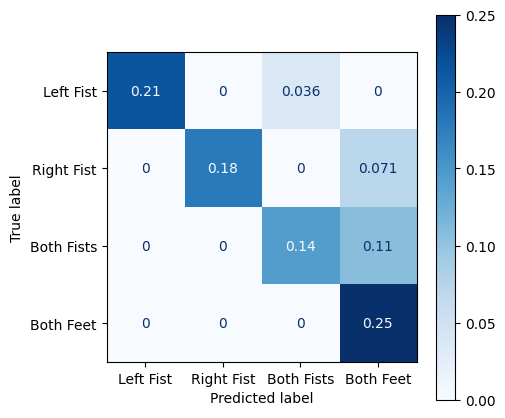 Left Fist 0.21 0 0.036 0
Right Fist 0 0.18 0 0.071
Both Fists 0 0 0.14 0.11
Both Feet 0 0 0 0.25
Left Fist Right Fist Both Fists Both Feet
Predicted label
True label
0.25
0.20
0.15
0.10
0.05
0.00